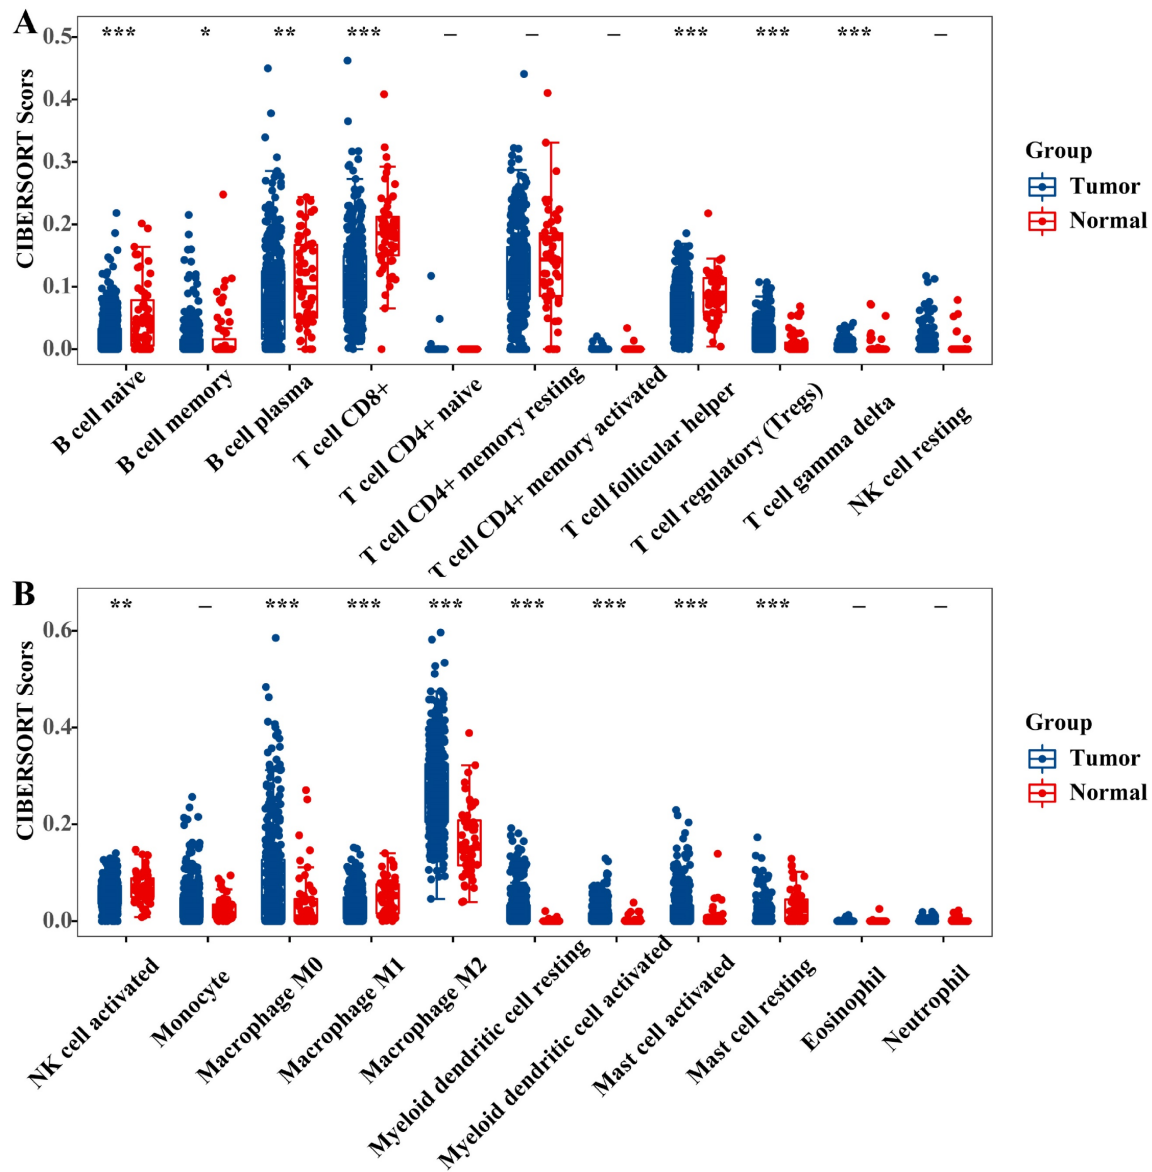 A
CIBERSORT Scors
0.5
0.4
0.3
0.2
0.1
0.0
*** * ** *** – – – *** *** *** –
B cell naive
B cell memory
B cell plasma
T cell CD8+
T cell CD4+ naive
T cell CD4+ memory resting
T cell CD4+ memory activated
T cell follicular helper
T cell regulatory (Tregs)
T cell gamma delta
NK cell resting
Group
Tumor
Normal
B
CIBERSORT Scors
0.6
0.4
0.2
0.0
** – *** *** *** *** *** *** *** – –
NK cell activated
Monocyte
Macrophage M0
Macrophage M1
Macrophage M2
Myeloid dendritic cell resting
Myeloid dendritic cell activated
Mast cell activated
Mast cell resting
Eosinophil
Neutrophil
Group
Tumor
Normal